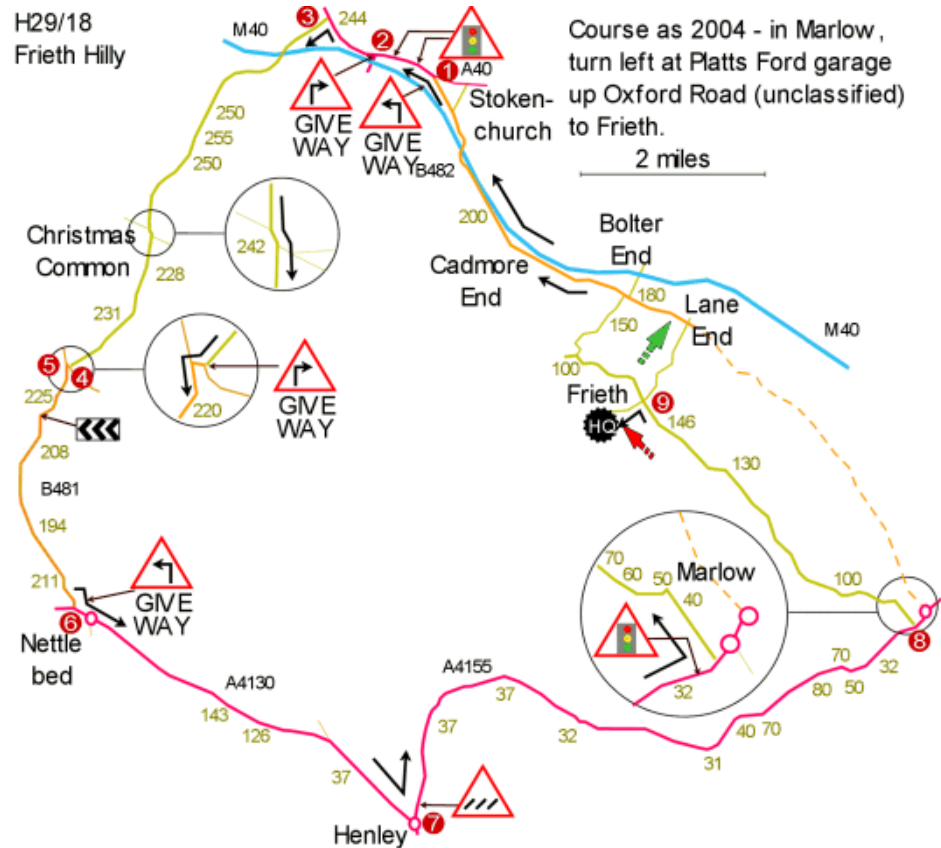 H29/18
Frieth Hilly
M40
3
244
2
1
A40
Course as 2004 - in Marlow,
turn left at Platts Ford garage
up Oxford Road (unclassified)
to Frieth.
2 miles
Stoken-
church
GIVE
WAY
GIVE
WAY
B482
250
255
250
200
Christmas
Common
242
228
Cadmore
End
Bolter
End
180
150
Lane
End
M40
231
5
4
225
220
GIVE
WAY
100
Frieth
9
HQ
146
208
B481
130
194
211
GIVE
WAY
6
Nettle
bed
70
60
50
40
Marlow
32
100
8
A4130
A4155
143
126
37
37
37
32
31
40
70
80
70
50
32
Henley
7